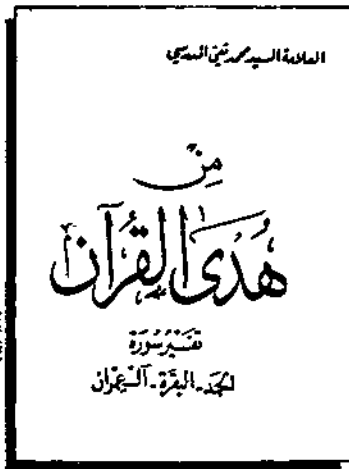 العلامة السيد محمد تقي المدرسي
من
هدى القرآن
تفسير سورة
الحمد - البقرة - آل عمران